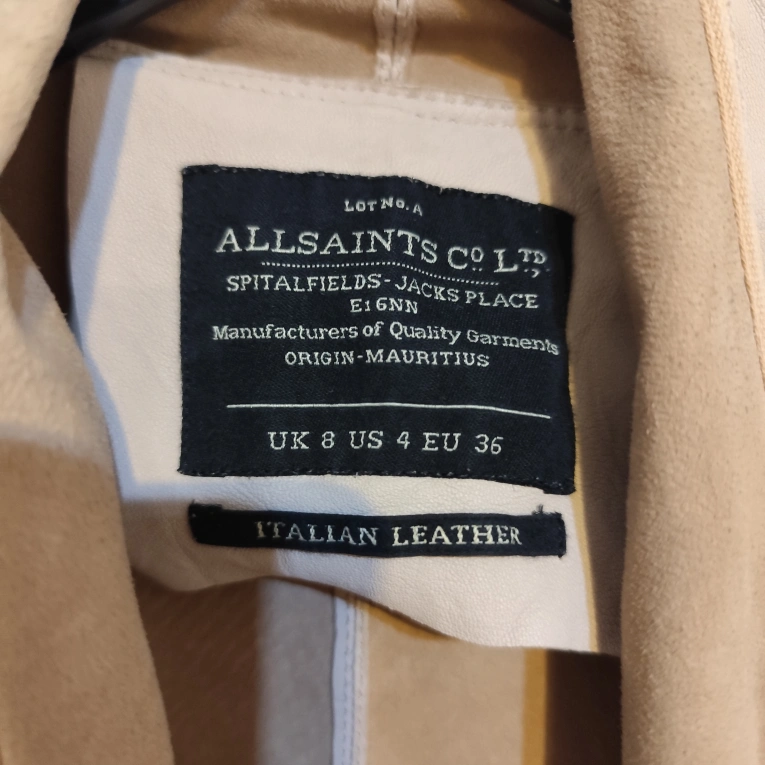 LOT No. A
ALLSAINTS Co LTD
SPITALFIELDS-JACKS PLACE
E1 6NN
Manufacturers of Quality Garments
ORIGIN-MAURITIUS
UK 8 US 4 EU 36
ITALIAN LEATHER